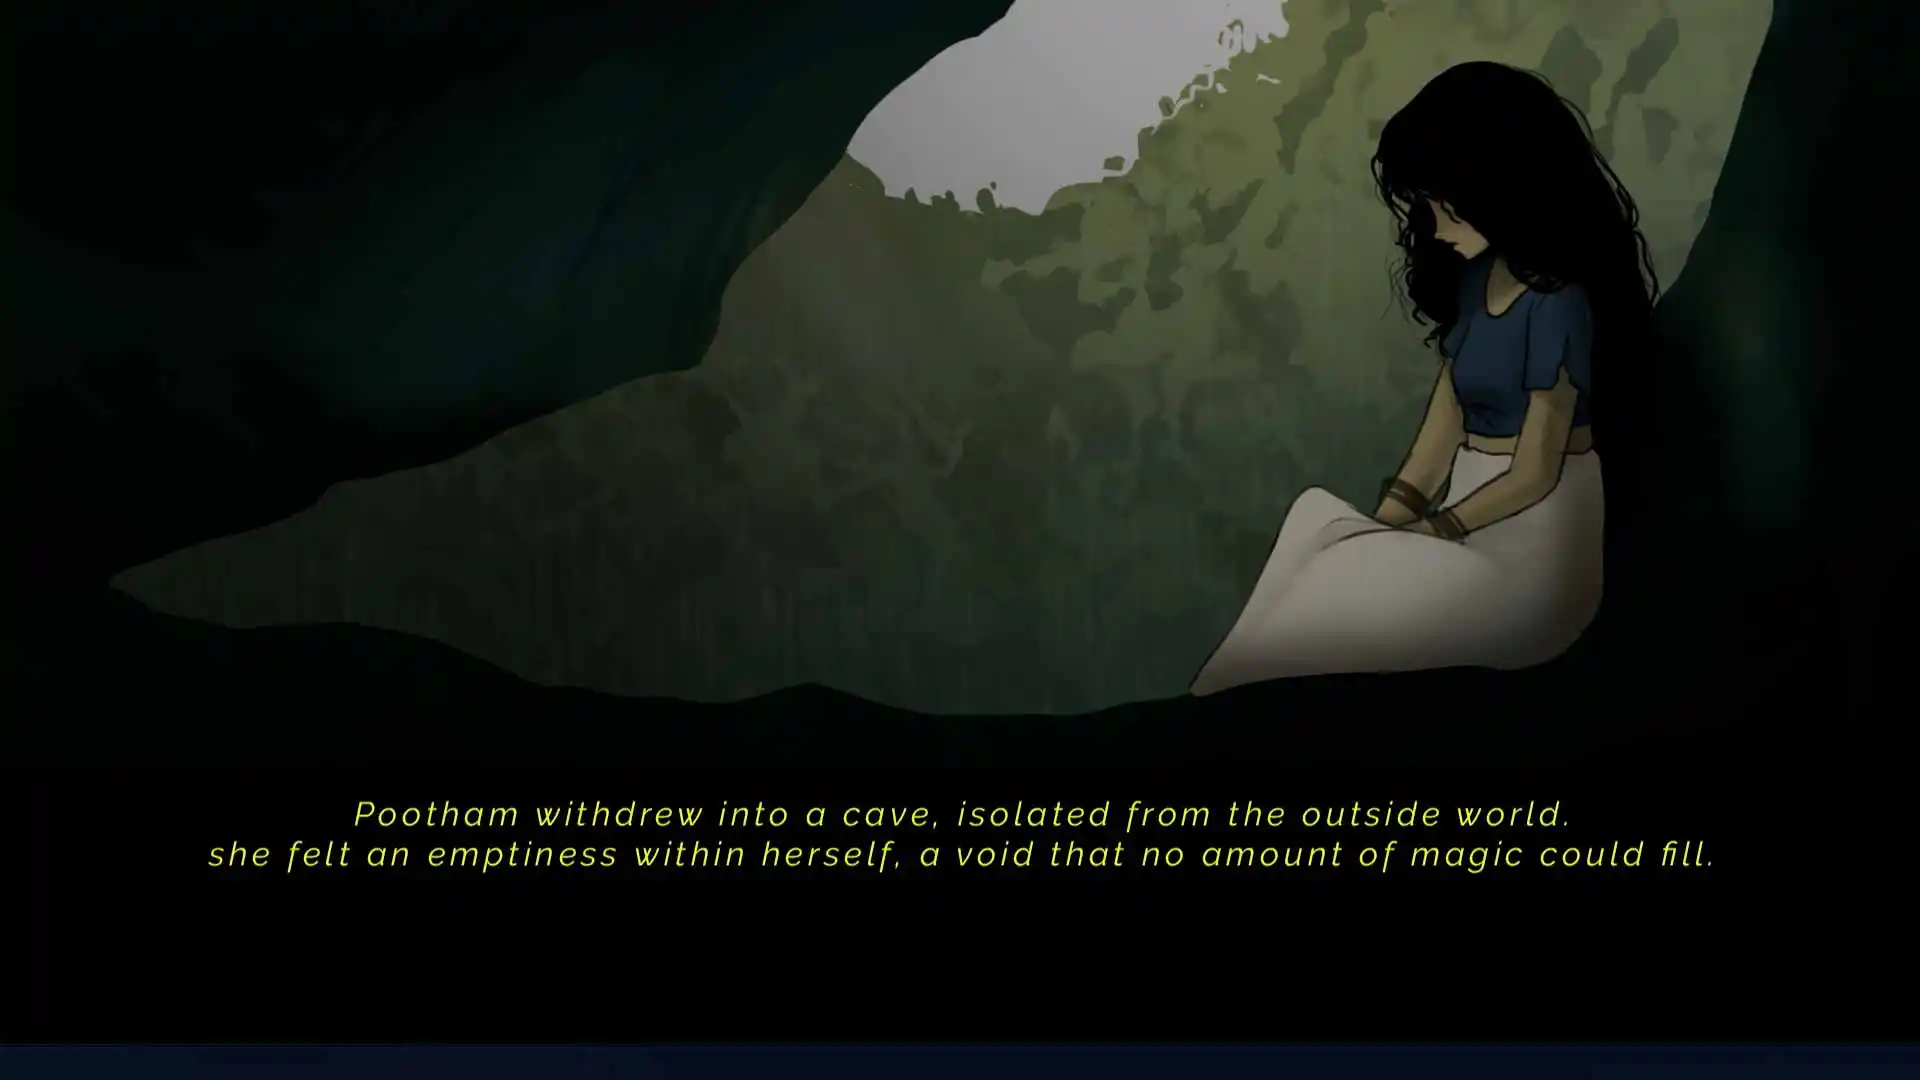 Pootham withdrew into a cave, isolated from the outside world.
she felt an emptiness within herself, a void that no amount of magic could fill.